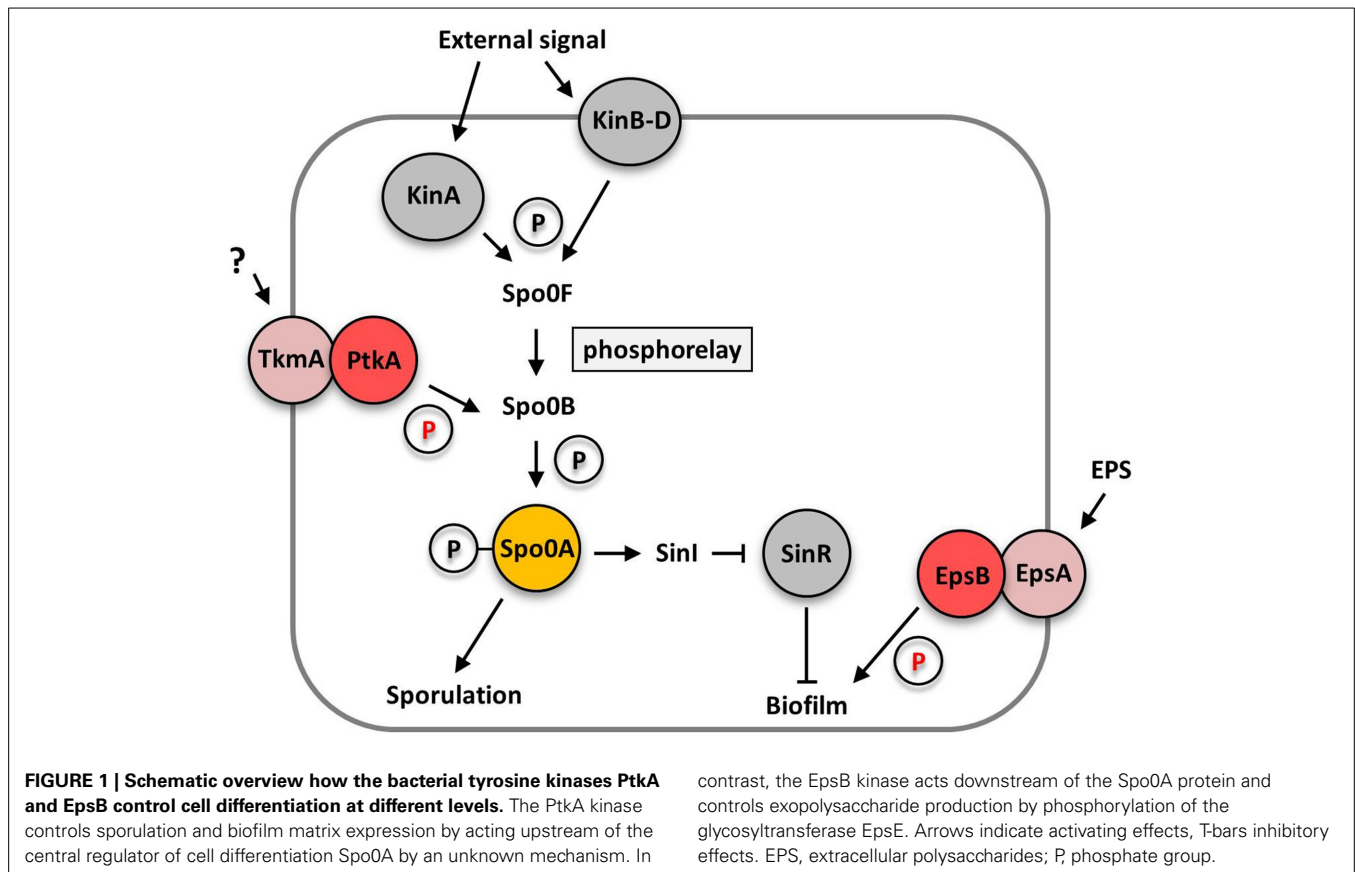 External signal
KinB-D
KinA
P
Spo0F
?
phosphorelay
TkmA
PtkA
Spo0B
P
P
EPS
P
Spo0A
SinI
SinR
EpsB
EpsA
P
Sporulation
Biofilm
FIGURE 1 | Schematic overview how the bacterial tyrosine kinases PtkA
and EpsB control cell differentiation at different levels. The PtkA kinase
controls sporulation and biofilm matrix expression by acting upstream of the
central regulator of cell differentiation Spo0A by an unknown mechanism. In
contrast, the EpsB kinase acts downstream of the Spo0A protein and
controls exopolysaccharide production by phosphorylation of the
glycosyltransferase EpsE. Arrows indicate activating effects, T-bars inhibitory
effects. EPS, extracellular polysaccharides; P, phosphate group.